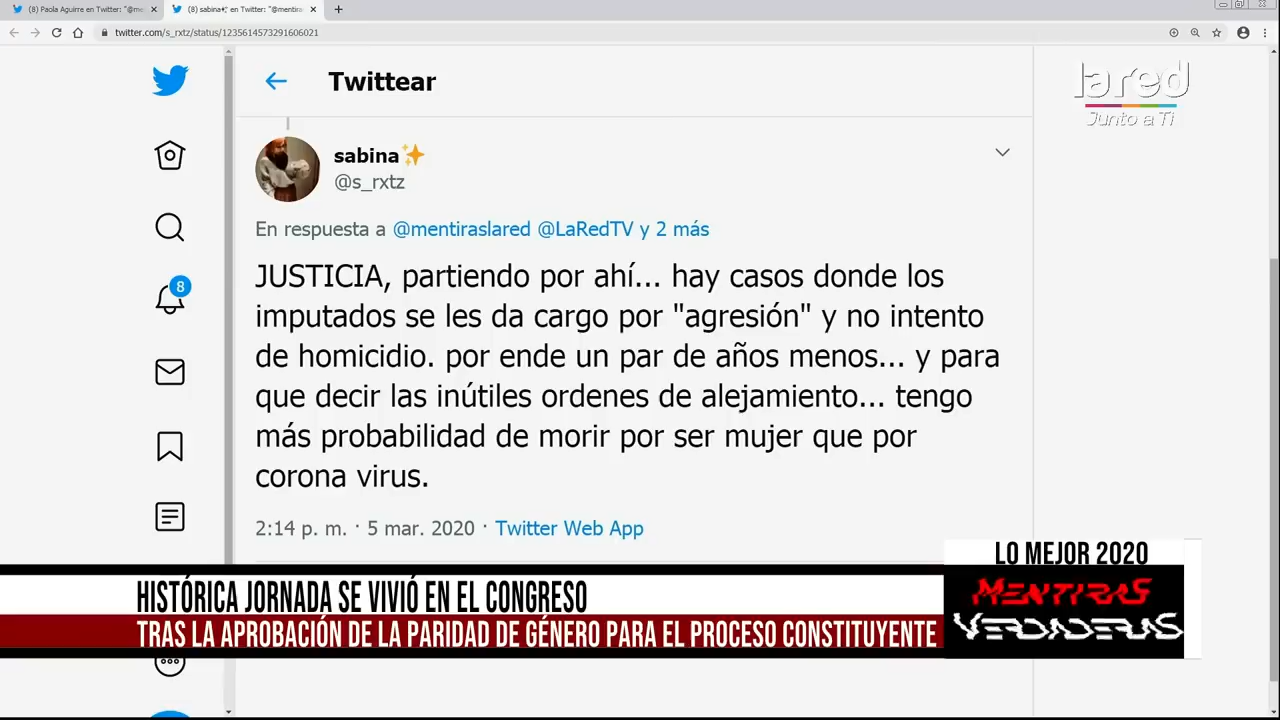 (8) Paola Aguirre en Twitter: "@me
(8) sabina✨ en Twitter: "@mentira
twitter.com/s_rxtz/status/1235614573291606021
lared
Junto a Ti
Twittear
sabina✨
@s_rxtz
En respuesta a @mentiraslared @LaRedTV y 2 más
JUSTICIA, partiendo por ahí... hay casos donde los
imputados se les da cargo por "agresión" y no intento
de homicidio. por ende un par de años menos... y para
que decir las inútiles ordenes de alejamiento... tengo
más probabilidad de morir por ser mujer que por
corona virus.
8
2:14 p. m. · 5 mar. 2020 · Twitter Web App
LO MEJOR 2020
MENTIRAS
VERDADERAS
HISTÓRICA JORNADA SE VIVIÓ EN EL CONGRESO
TRAS LA APROBACIÓN DE LA PARIDAD DE GÉNERO PARA EL PROCESO CONSTITUYENTE